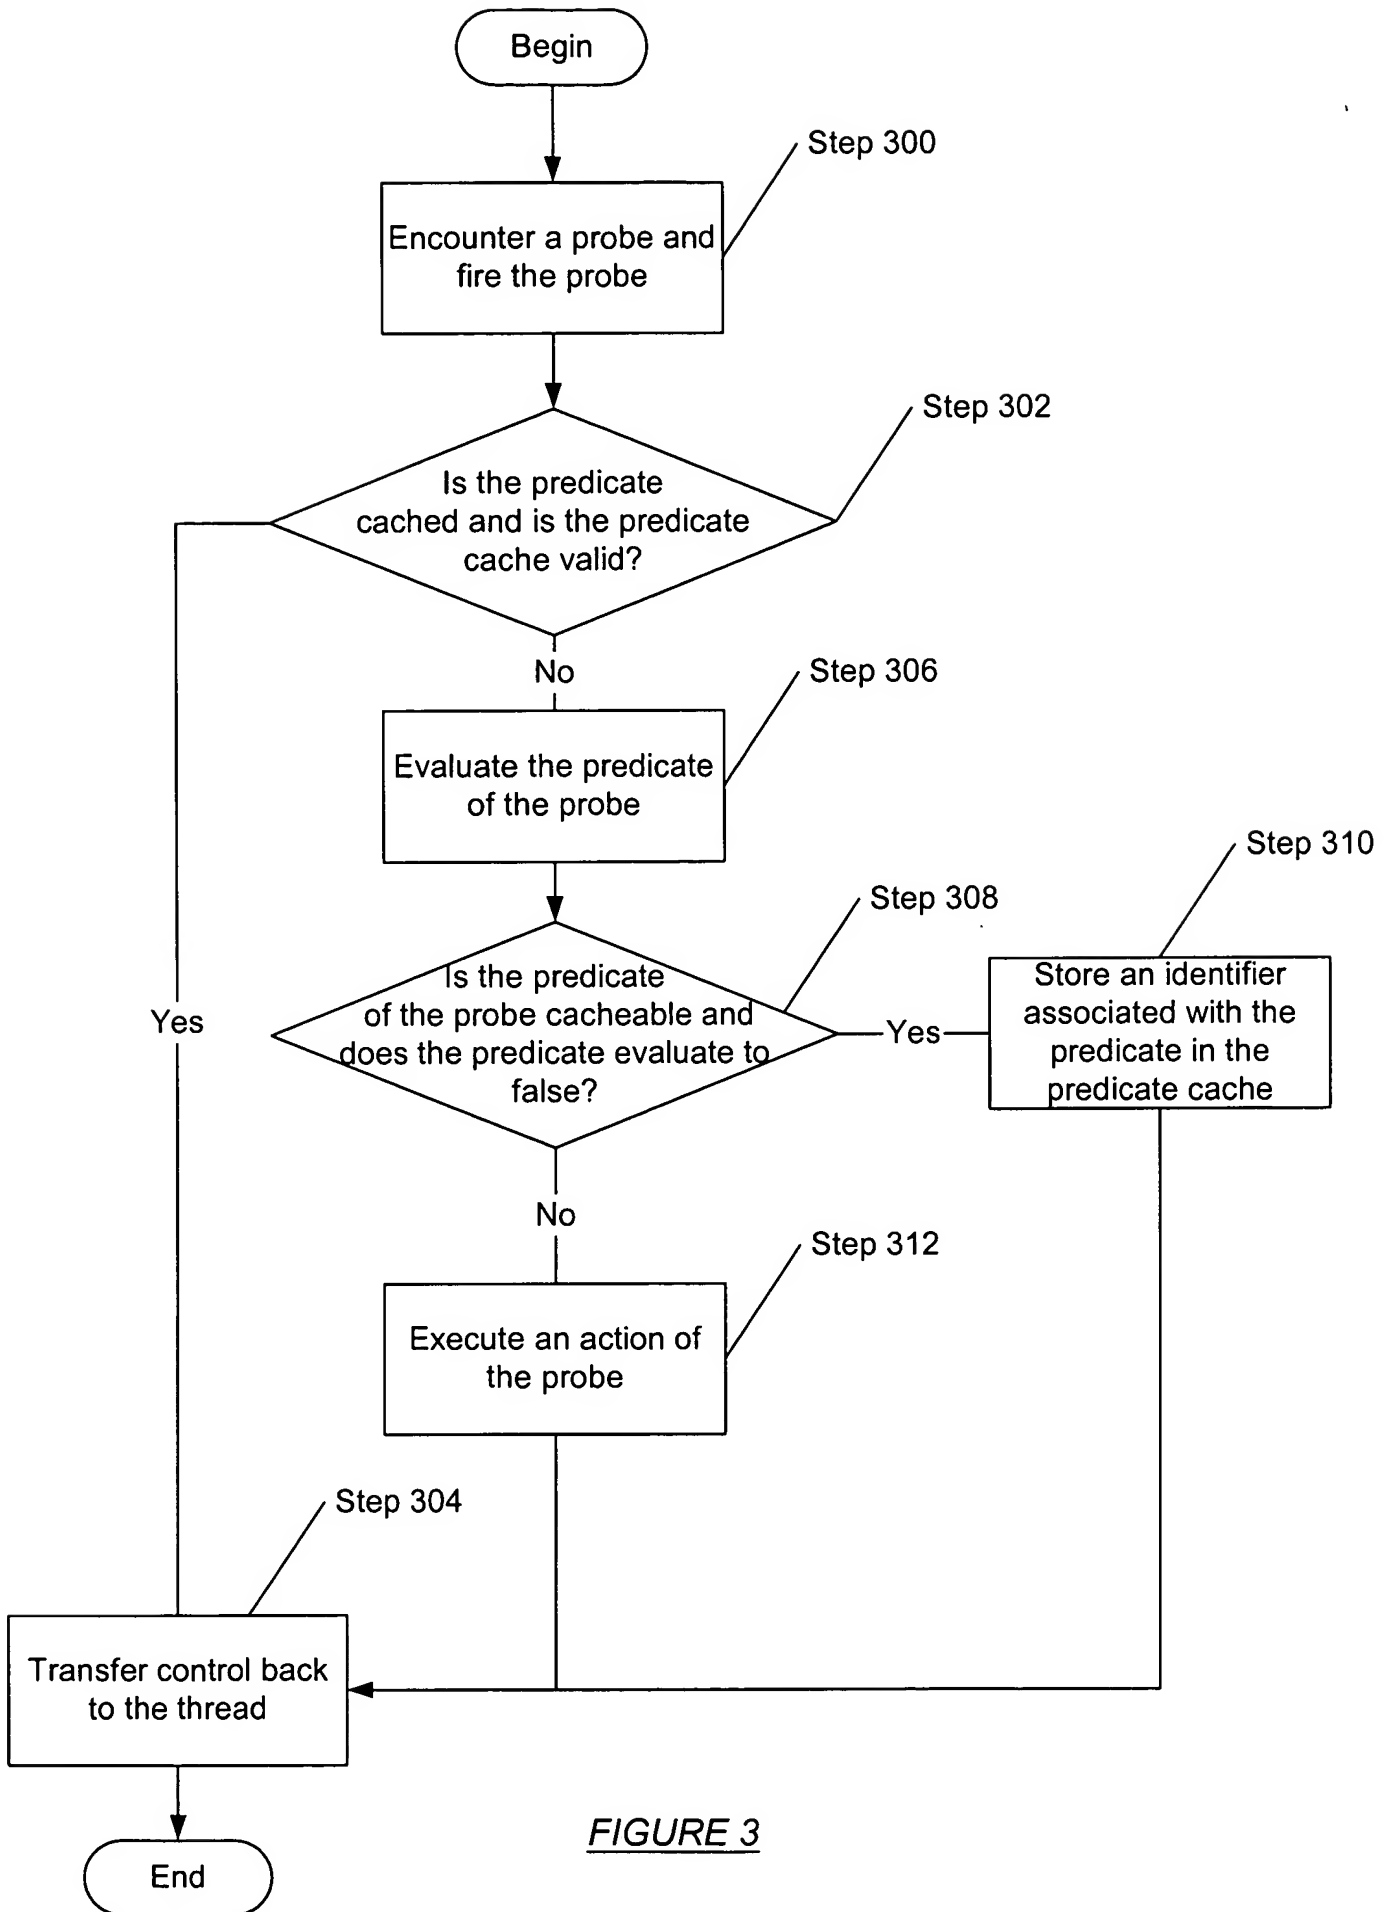 Begin
Step 300
Encounter a probe and
fire the probe
Step 302
Is the predicate
cached and is the predicate
cache valid?
No
Step 306
Evaluate the predicate
of the probe
Step 310
Step 308
Store an identifier
associated with the
predicate in the
predicate cache
Is the predicate
of the probe cacheable and
does the predicate evaluate to
false?
Yes
Yes
No
Step 312
Execute an action of
the probe
Step 304
Transfer control back
to the thread
FIGURE 3
End